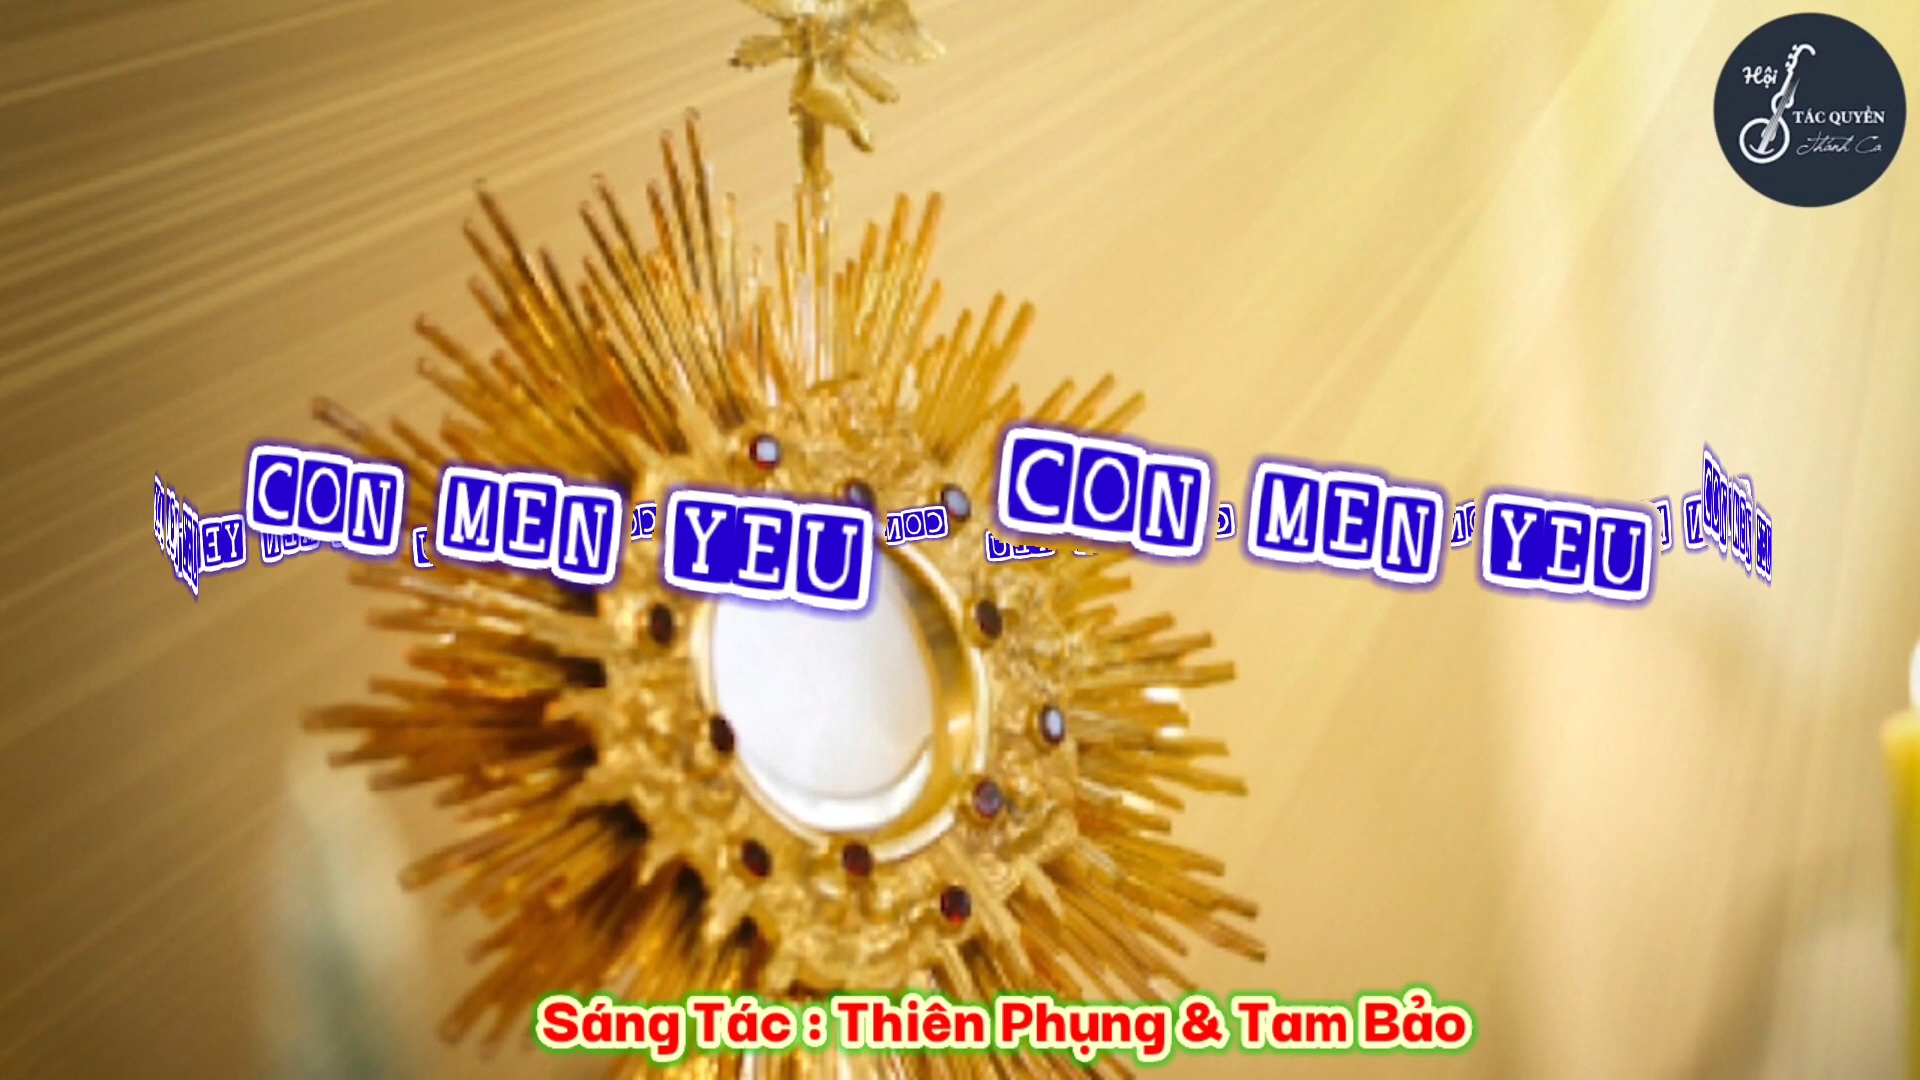 Hội
TÁC QUYỀN
Thánh Ca
CON MEN YEU CON MEN YEU
Sáng Tác : Thiên Phụng & Tam Bảo